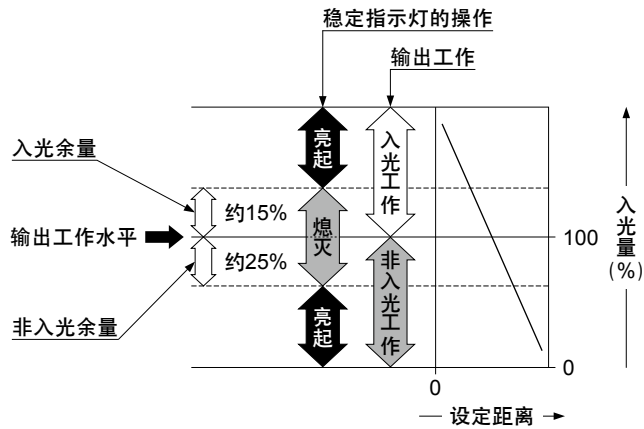 稳定指示灯的操作
输出工作
入光余量
亮起
入光工作
约15%
熄灭
输出工作水平
100
入光量
(%)
约25%
非入光工作
非入光余量
亮起
0
0
设定距离